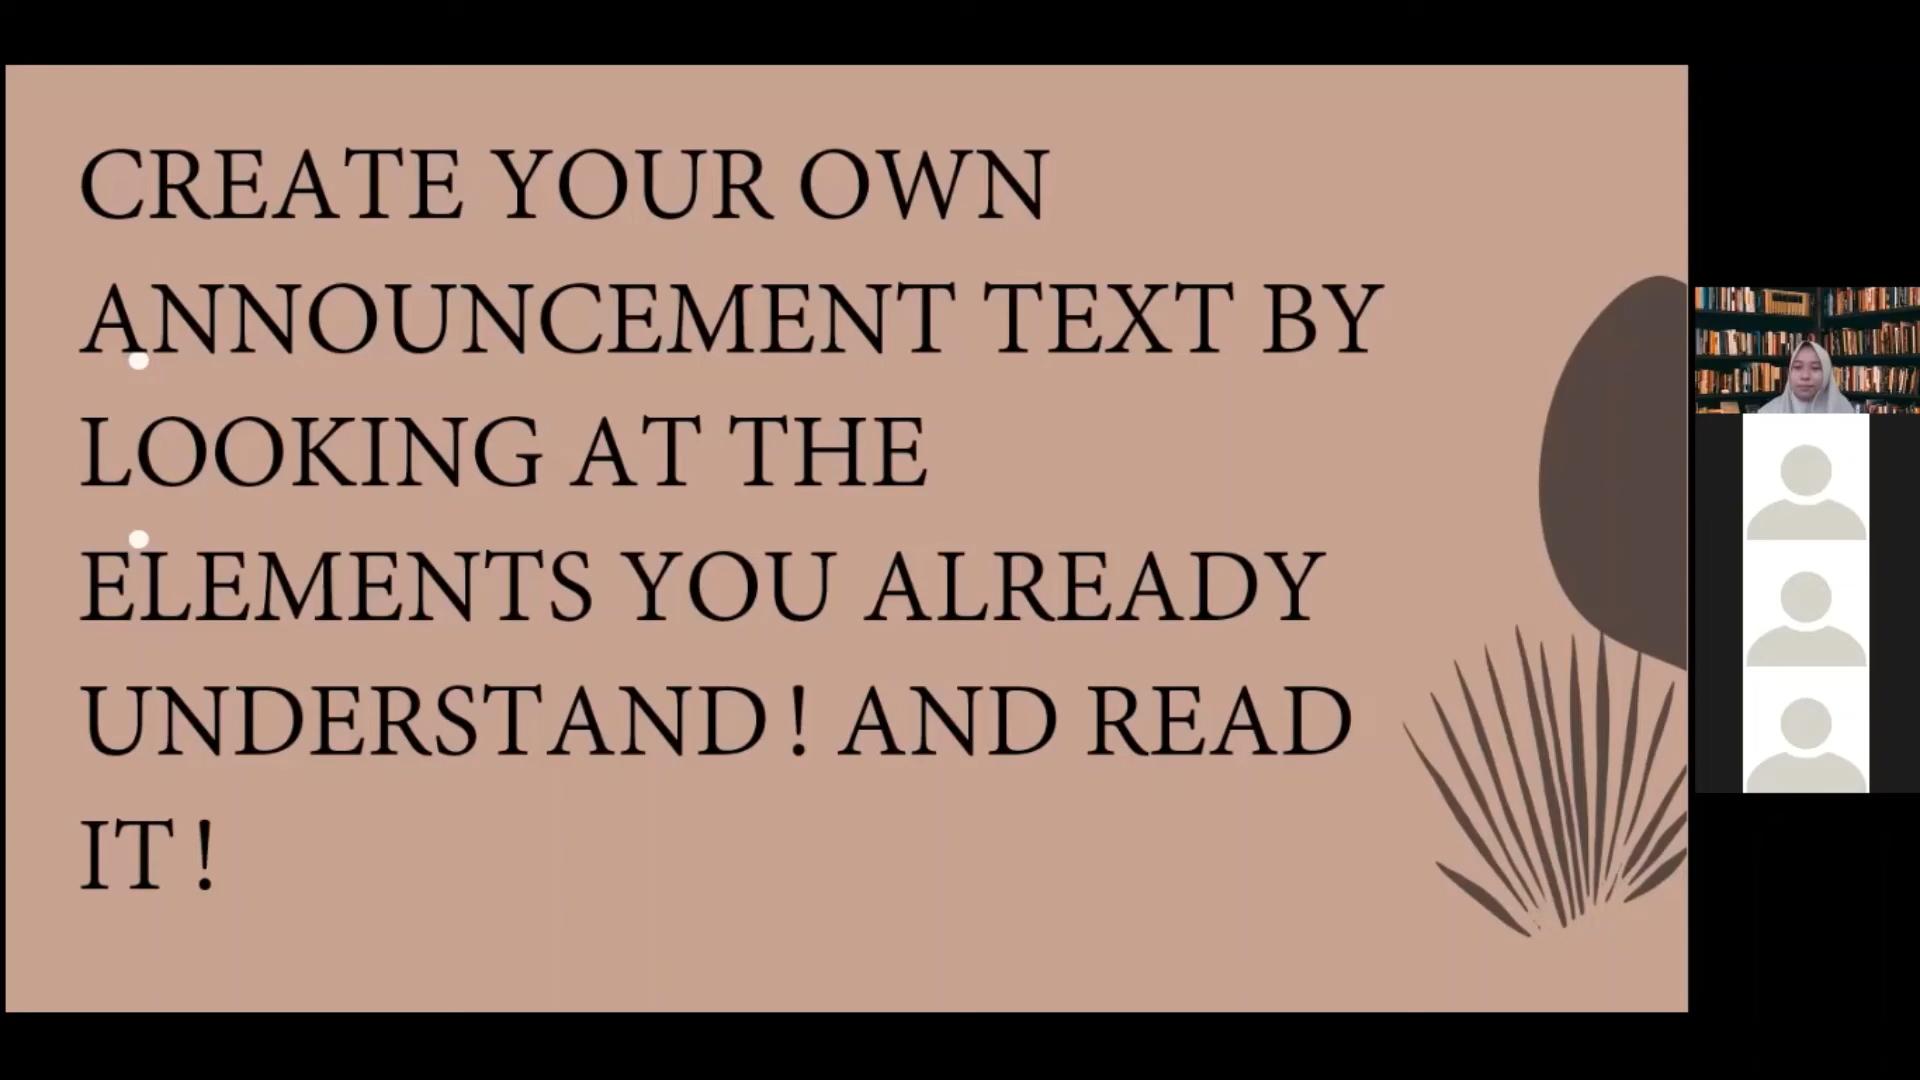 CREATE YOUR OWN
ANNOUNCEMENT TEXT BY
LOOKING AT THE
ELEMENTS YOU ALREADY
UNDERSTAND! AND READ
IT!